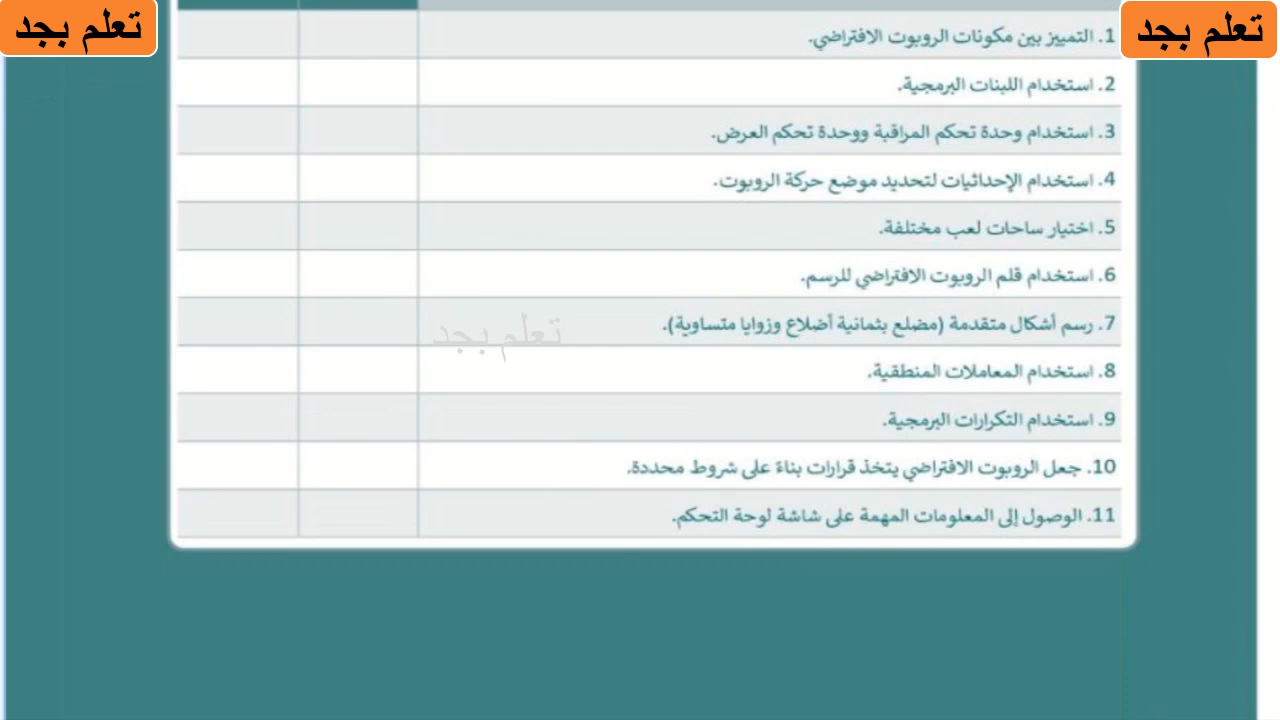 تعلم بجد
تعلم بجد
1. التمييز بين مكونات الروبوت الافتراضي.
2. استخدام اللبنات البرمجية.
3. استخدام وحدة تحكم المراقبة ووحدة تحكم العرض.
4. استخدام الإحداثيات لتحديد موضع حركة الروبوت.
5. اختيار ساحات لعب مختلفة.
6. استخدام قلم الروبوت الافتراضي للرسم.
7. رسم أشكال متقدمة (مضلع بثمانية أضلاع وزوايا متساوية).
تعلم بجد
8. استخدام المعاملات المنطقية.
9. استخدام التكرارات البرمجية.
10. جعل الروبوت الافتراضي يتخذ قرارات بناءً على شروط محددة.
11. الوصول إلى المعلومات المهمة على شاشة لوحة التحكم.